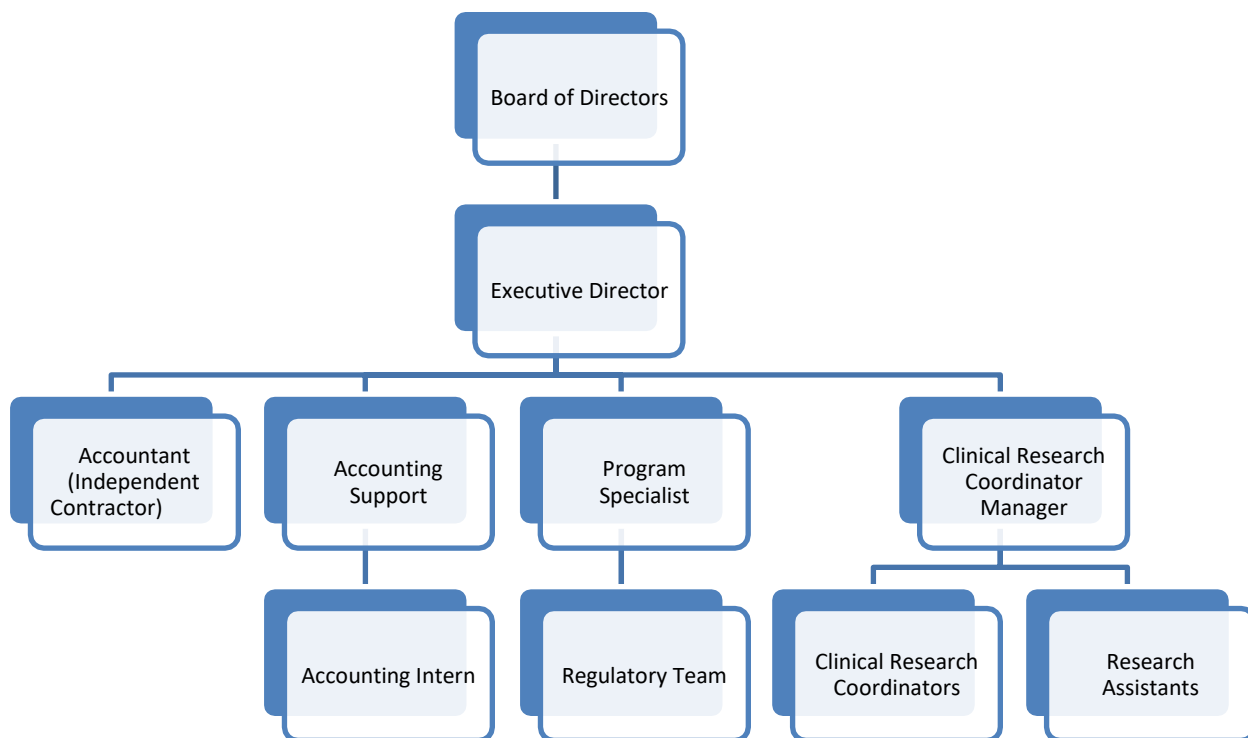 Board of Directors
Executive Director
Accountant
(Independent
Contractor)
Accounting
Support
Program
Specialist
Clinical Research
Coordinator
Manager
Accounting Intern
Regulatory Team
Clinical Research
Coordinators
Research
Assistants